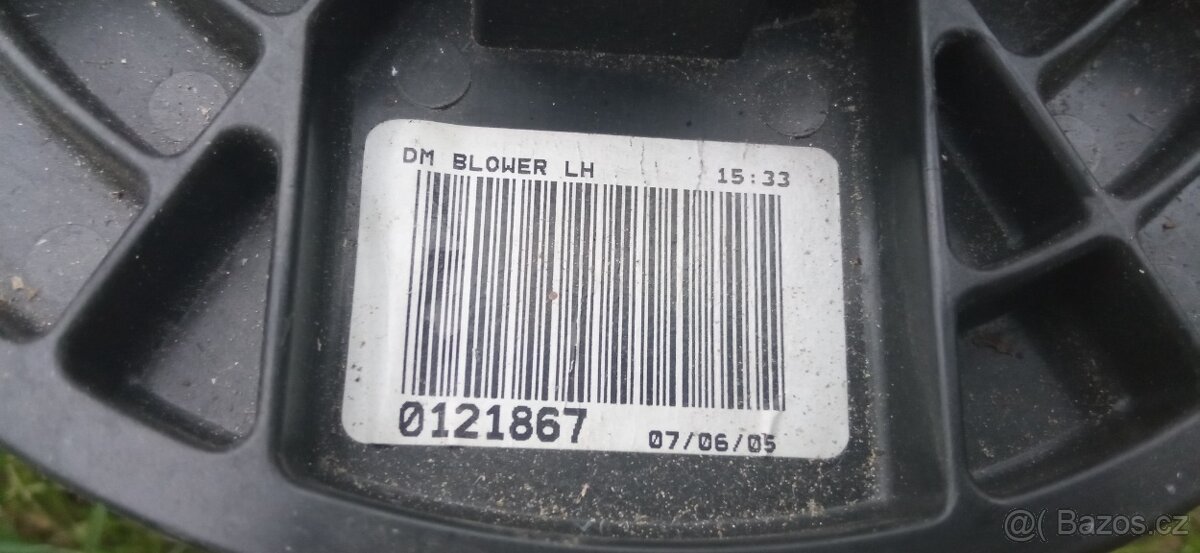 DM BLOWER LH 15:33
0121867 07/06/05
@( Bazos.cz